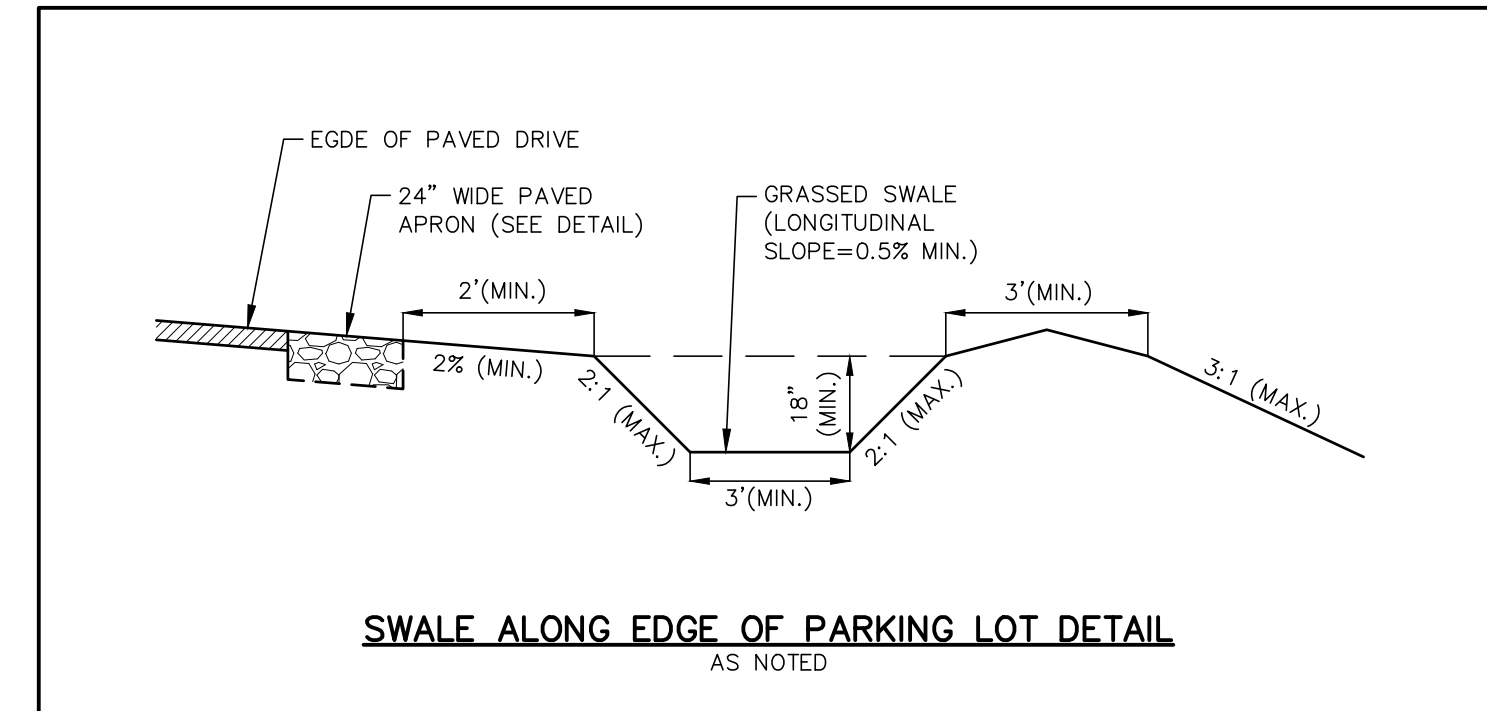 EGDE OF PAVED DRIVE
24" WIDE PAVED
APRON (SEE DETAIL)
GRASSED SWALE
(LONGITUDINAL
SLOPE=0.5% MIN.)
2'(MIN.)
3'(MIN.)
2% (MIN.)
2:1 (MAX.)
18"
(MIN.)
2:1 (MAX.)
3:1 (MAX.)
3'(MIN.)
SWALE ALONG EDGE OF PARKING LOT DETAIL
AS NOTED